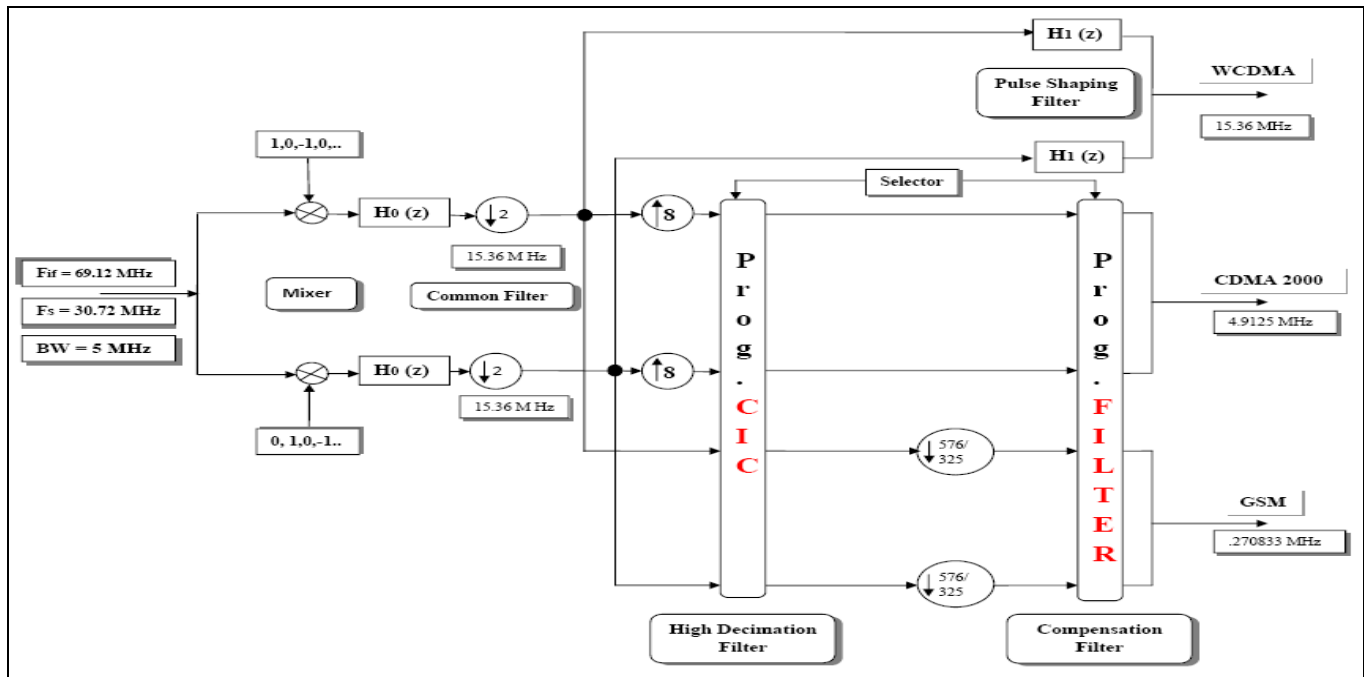 H1 (z)
WCDMA
Pulse Shaping
Filter
15.36 MHz
1,0,-1,0,..
H1 (z)
Selector
H0 (z)
↓ 2
↑ 8
15.36 M Hz
Fif = 69.12 MHz
Mixer
Common Filter
Fs = 30.72 MHz
BW = 5 MHz
CDMA 2000
4.9125 MHz
H0 (z)
↓ 2
↑ 8
15.36 M Hz
0, 1,0,-1..
Prog. CIC
Prog. FILTER
↓ 576/
325
GSM
.270833 MHz
↓ 576/
325
High Decimation
Filter
Compensation
Filter